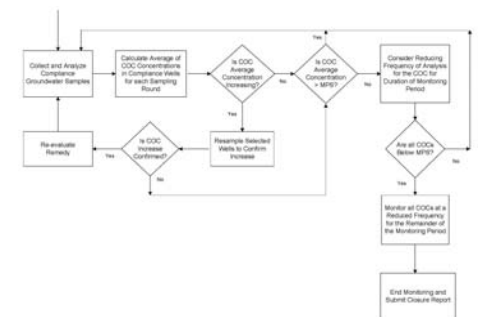 Yes
Collect and Analyze
Compliance
Groundwater Samples
Calculate Average of
COC Concentrations
in Compliance Wells
for each Sampling
Round
Is COC
Average
Concentration
Increasing?
No
Is COC
Average
Concentration
> MPS?
No
Consider Reducing
Frequency of Analysis
for the COC for
Duration of Monitoring
Period
Yes
Re-evaluate
Remedy
Yes
Is COC
Increase
Confirmed?
Resample Selected
Wells to Confirm
Increase
Are all COCs
Below MPS?
No
No
Yes
Monitor all COCs at a
Reduced Frequency
for the Remainder of
the Monitoring Period
End Monitoring and
Submit Closure Report